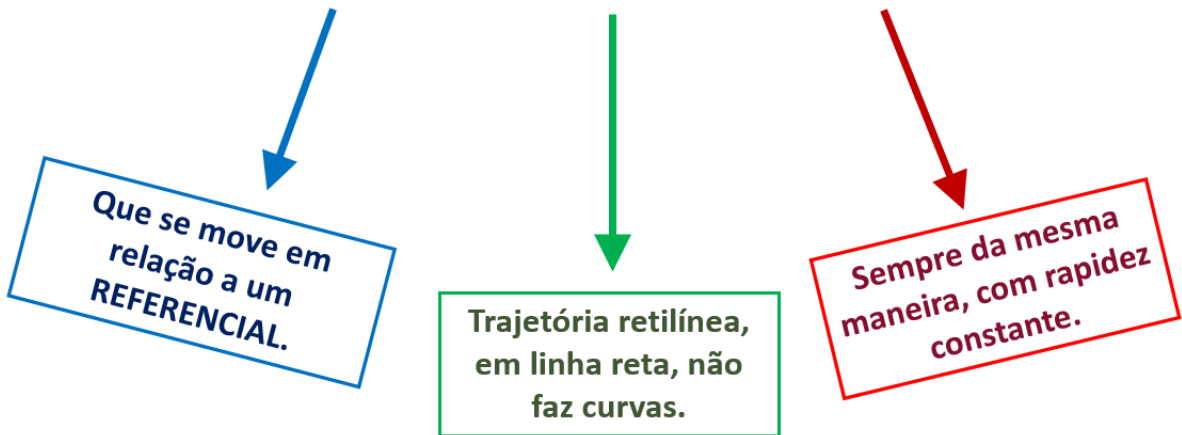 Que se move em
relação a um
REFERENCIAL.
Trajetória retilínea,
em linha reta, não
faz curvas.
Sempre da mesma
maneira, com rapidez
constante.